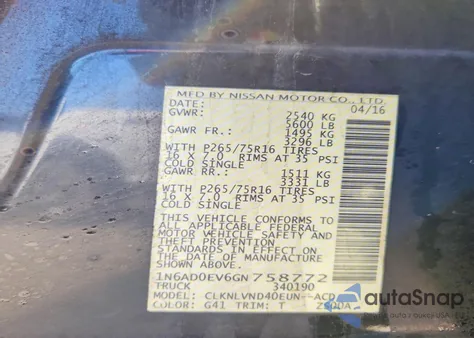 MFD BY NISSAN MOTOR CO., LTD.
DATE: 04/16
GVWR: 2540 KG
5600 LB
GAWR FR: 1495 KG
3296 LB
WITH P265/75R16 TIRES
16 X 7.0 RIMS AT 35 PSI
COLD SINGLE
GAWR RR: 1511 KG
3331 LB
WITH P265/75R16 TIRES
16 X 7.0 RIMS AT 35 PSI
COLD SINGLE
THIS VEHICLE CONFORMS TO
ALL APPLICABLE FEDERAL
MOTOR VEHICLE SAFETY AND
THEFT PREVENTION
STANDARDS IN EFFECT ON
THE DATE OF MANUFACTURE
SHOWN ABOVE.
1N6AD0EV6GN758772
TRUCK 340190
MODEL: CLKNLVND40EUN--ACD
COLOR: G41 TRIM: T
autoSnap